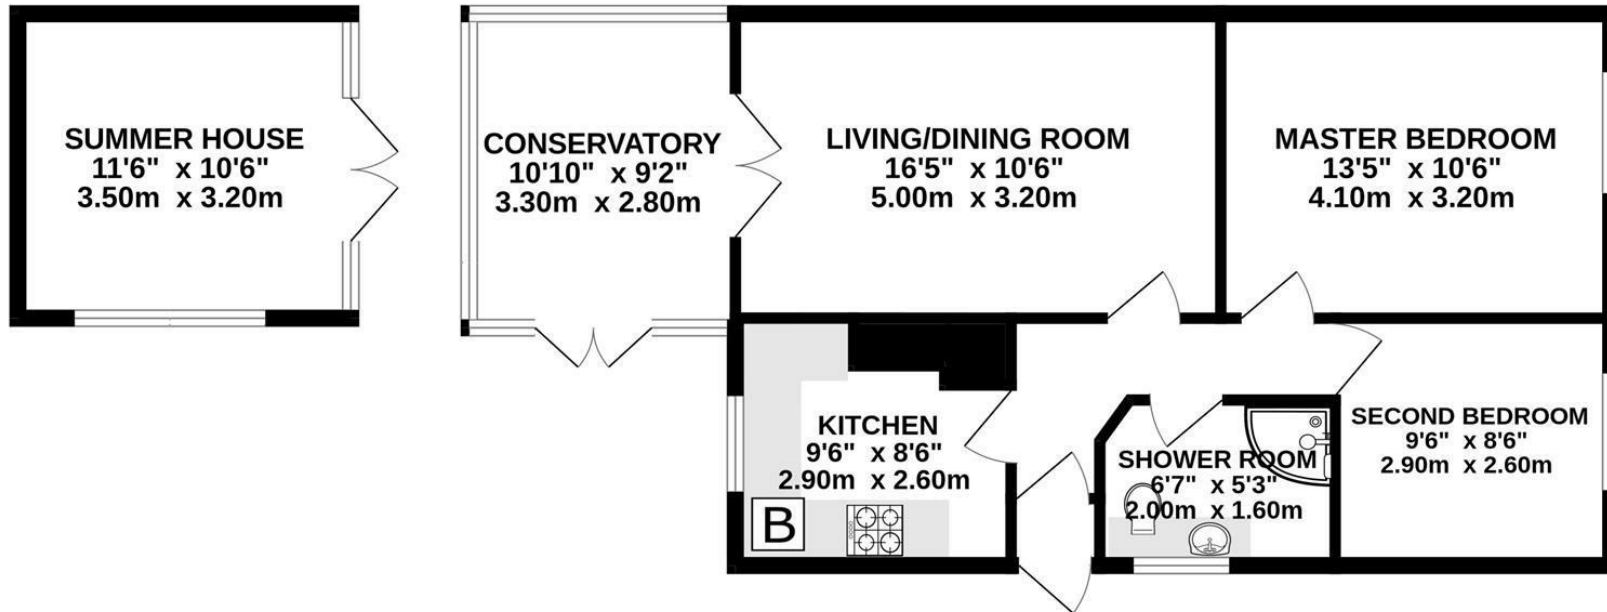 SUMMER HOUSE
11'6" x 10'6"
3.50m x 3.20m
CONSERVATORY
10'10" x 9'2"
3.30m x 2.80m
LIVING/DINING ROOM
16'5" x 10'6"
5.00m x 3.20m
MASTER BEDROOM
13'5" x 10'6"
4.10m x 3.20m
KITCHEN
9'6" x 8'6"
2.90m x 2.60m
B
SHOWER ROOM
6'7" x 5'3"
2.00m x 1.60m
SECOND BEDROOM
9'6" x 8'6"
2.90m x 2.60m